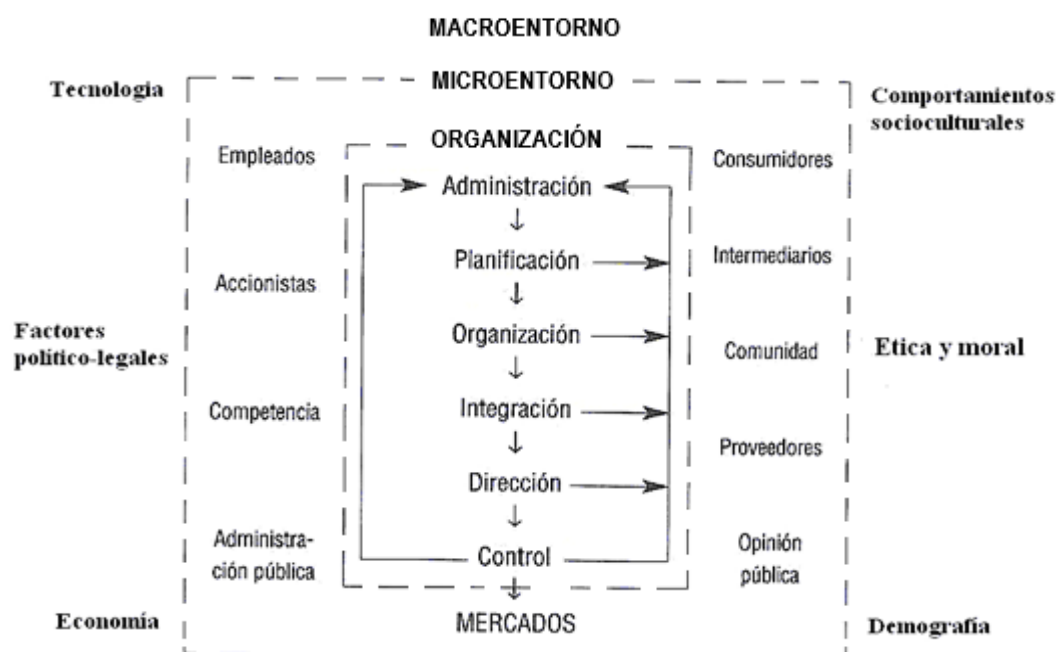 MACROENTORNO
Tecnologia
MICROENTORNO
Comportamientos
socioculturales
Empleados
ORGANIZACIÓN
Consumidores
Administración
Planificación
Intermediarios
Accionistas
Factores
político-legales
Organización
Comunidad
Etica y moral
Competencia
Integración
Proveedores
Dirección
Administra-
ción pública
Control
Opinión
pública
Economía
MERCADOS
Demografía